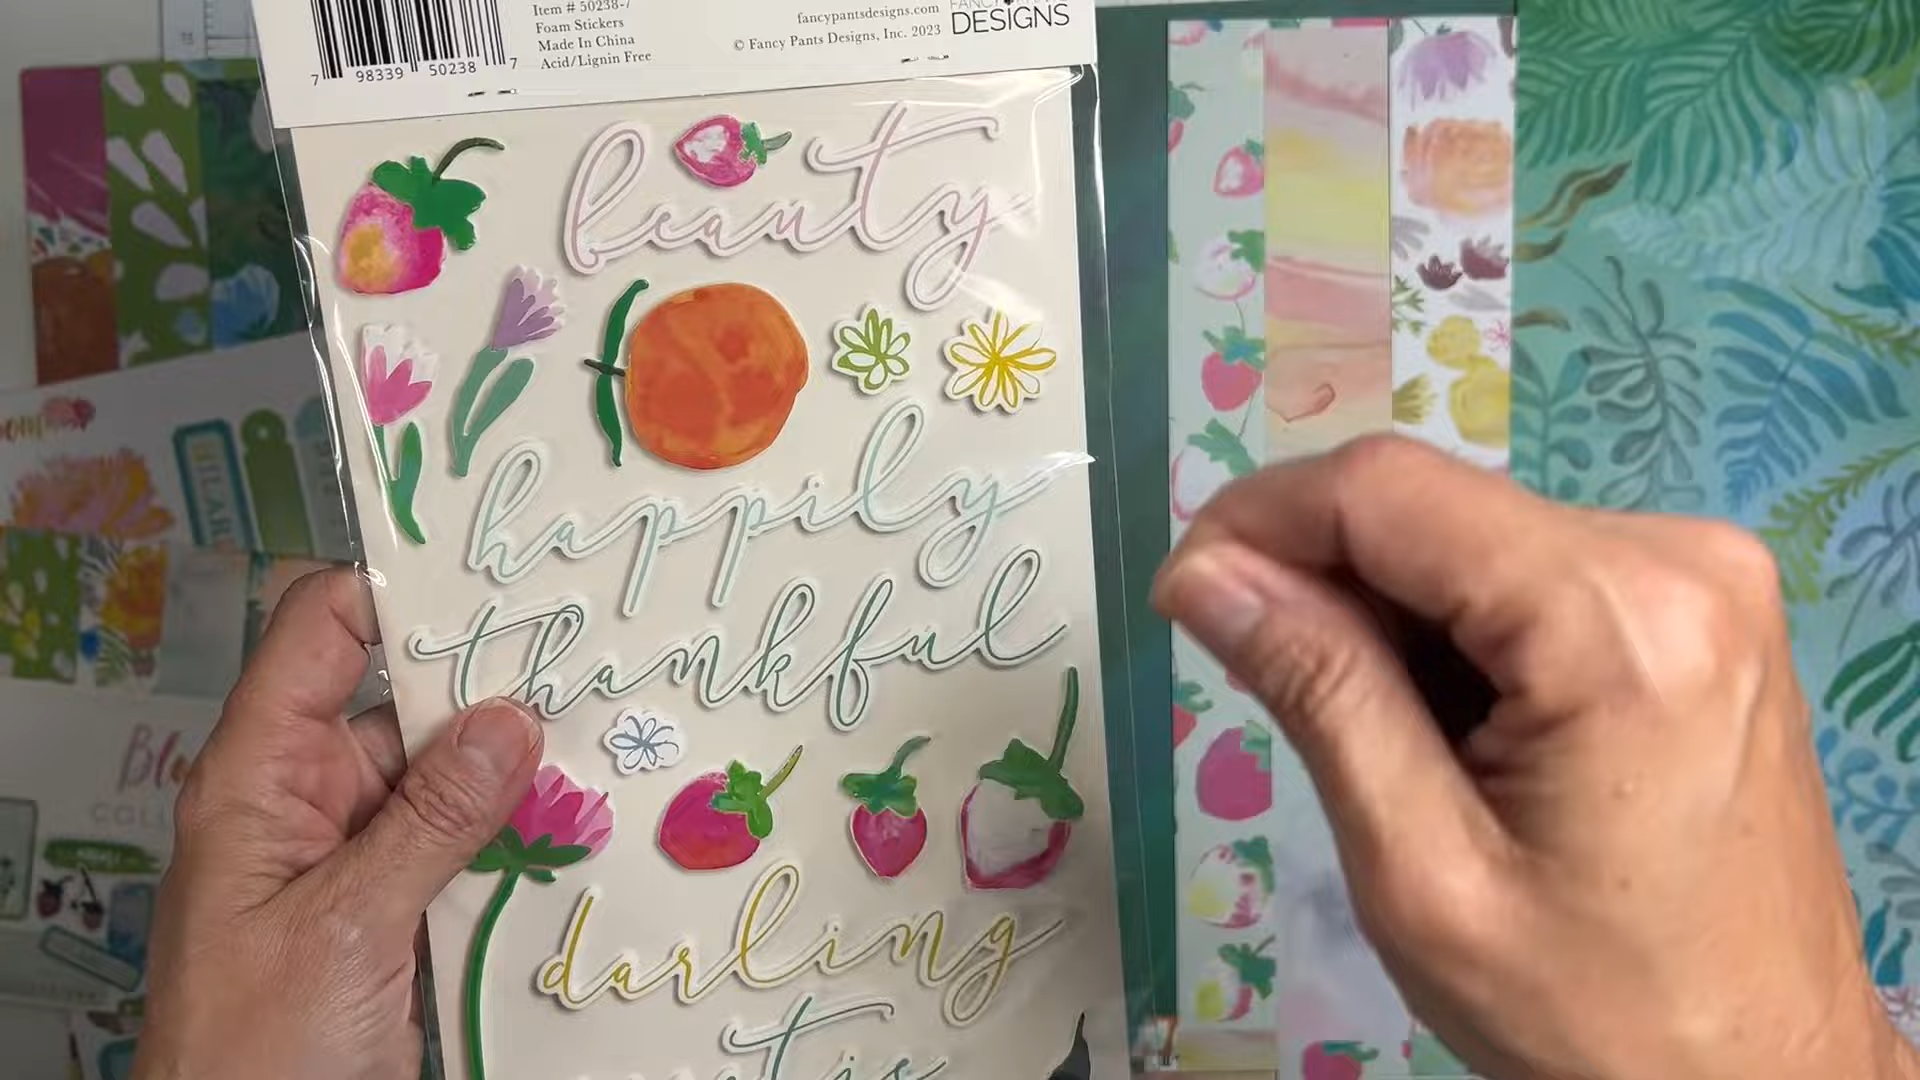 Item # 50238-7
Foam Stickers
Made In China
Acid/Lignin Free
7 98339 50238 7
fancypantsdesigns.com
© Fancy Pants Designs, Inc. 2023
DESIGNS
beauty
happily
thankful
darling